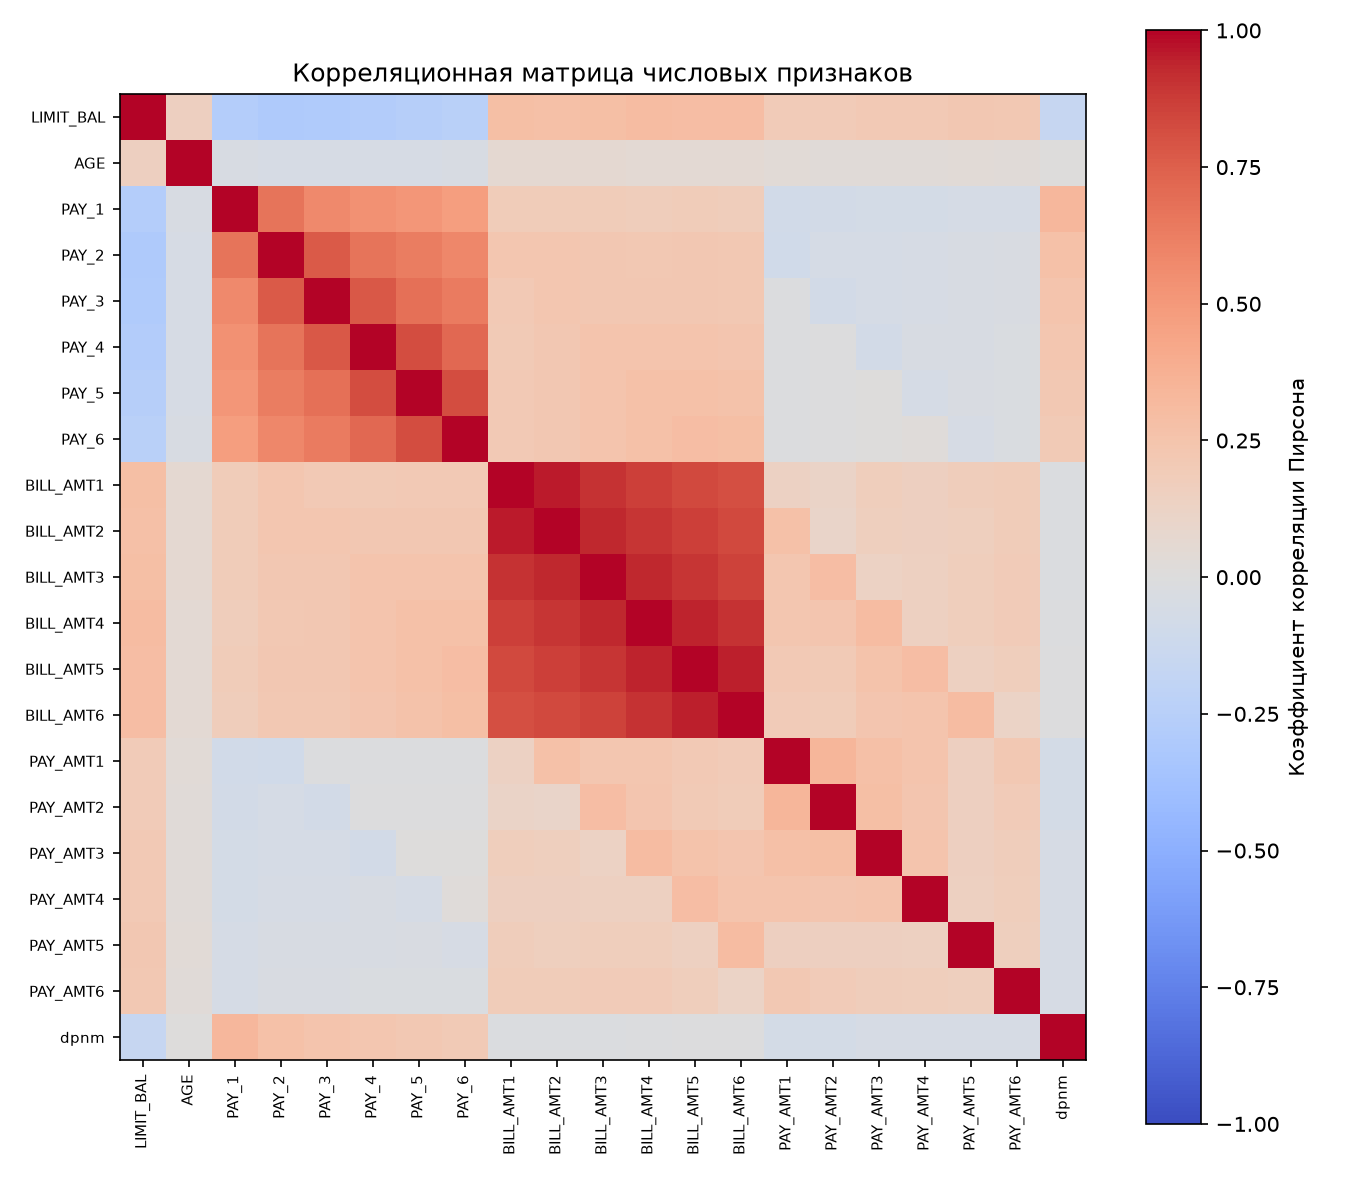 Корреляционная матрица числовых признаков
LIMIT_BAL
AGE
PAY_1
PAY_2
PAY_3
PAY_4
PAY_5
PAY_6
BILL_AMT1
BILL_AMT2
BILL_AMT3
BILL_AMT4
BILL_AMT5
BILL_AMT6
PAY_AMT1
PAY_AMT2
PAY_AMT3
PAY_AMT4
PAY_AMT5
PAY_AMT6
dpnm
LIMIT_BAL
AGE
PAY_1
PAY_2
PAY_3
PAY_4
PAY_5
PAY_6
BILL_AMT1
BILL_AMT2
BILL_AMT3
BILL_AMT4
BILL_AMT5
BILL_AMT6
PAY_AMT1
PAY_AMT2
PAY_AMT3
PAY_AMT4
PAY_AMT5
PAY_AMT6
dpnm
1.00
0.75
0.50
0.25
0.00
−0.25
−0.50
−0.75
−1.00
Коэффициент корреляции Пирсона